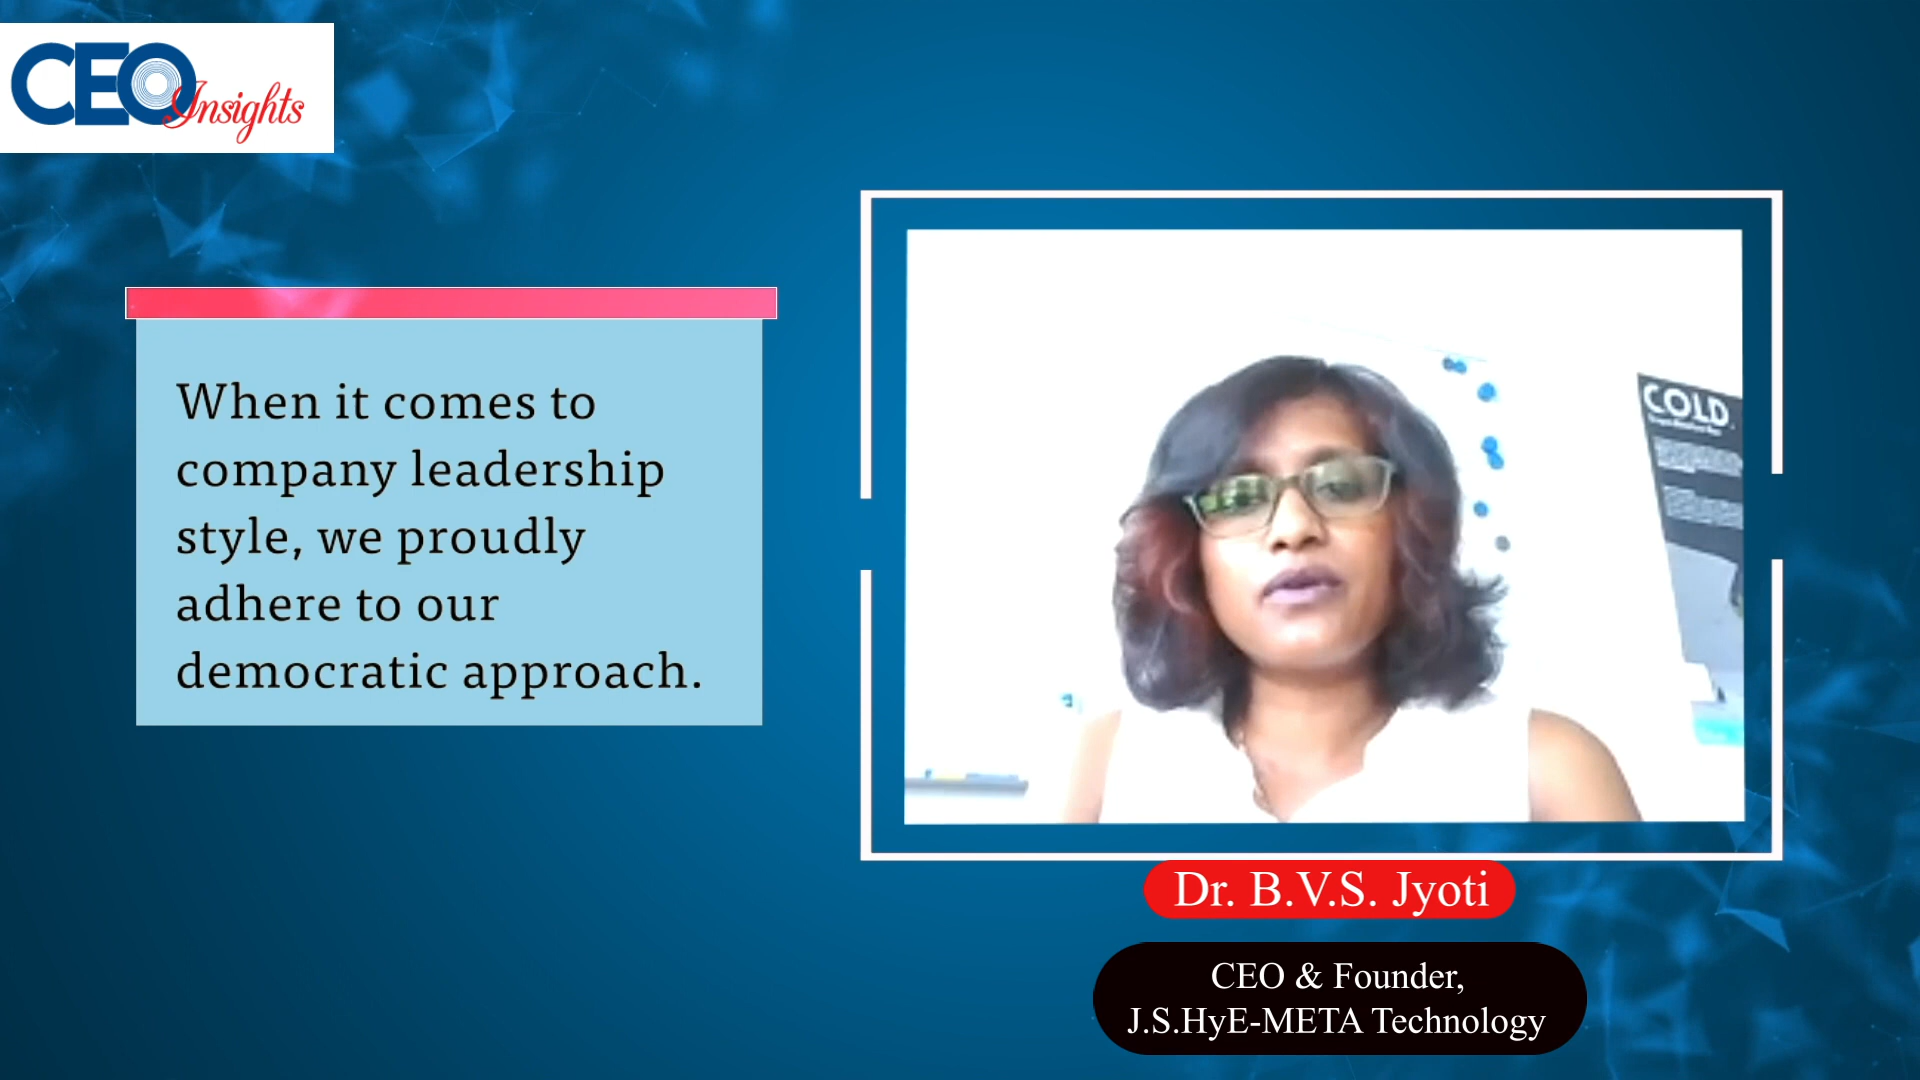 CEO Insights
When it comes to
company leadership
style, we proudly
adhere to our
democratic approach.
COLD
Dr. B.V.S. Jyoti
CEO & Founder,
J.S.HyE-META Technology